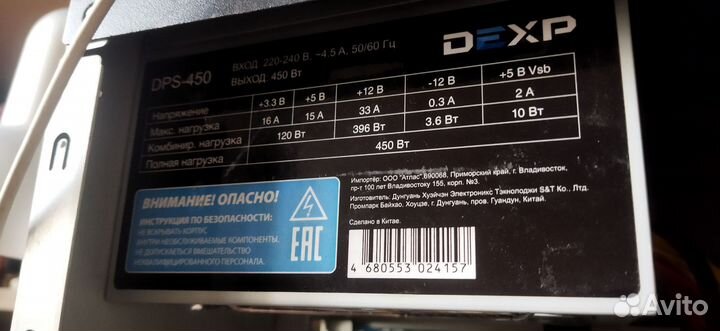 DEXP
DPS-450
ВХОД: 220-240 В, ~4.5 А, 50/60 Гц
ВЫХОД: 450 Вт
Напряжение +3.3 В +5 В +12 В -12 В +5 В Vsb
Макс. нагрузка 16 А 15 А 33 А 0.3 А 2 А
Комбинир. нагрузка 120 Вт 396 Вт 3.6 Вт 10 Вт
Полная нагрузка 450 Вт
ВНИМАНИЕ! ОПАСНО!
ИНСТРУКЦИЯ ПО БЕЗОПАСНОСТИ:
НЕ ВСКРЫВАТЬ КОРПУС.
ВНУТРИ НЕОБСЛУЖИВАЕМЫЕ КОМПОНЕНТЫ.
НЕ ДОПУСКАЕТСЯ ВМЕШАТЕЛЬСТВО
НЕКВАЛИФИЦИРОВАННОГО ПЕРСОНАЛА.
EAC
Импортёр: ООО "Атлас", 690068, Приморский край, г. Владивосток,
пр-т 100 лет Владивостоку 155, корп. №3.
Изготовитель: Дунгуань Хуэйчэн Электроникс Тэкнолоджи S&T Ко., Лтд.
Промпарк Байхао, Хоуцзе, г. Дунгуань, пров. Гуандун, Китай.
Сделано в Китае.
4 680553 024157
Avito